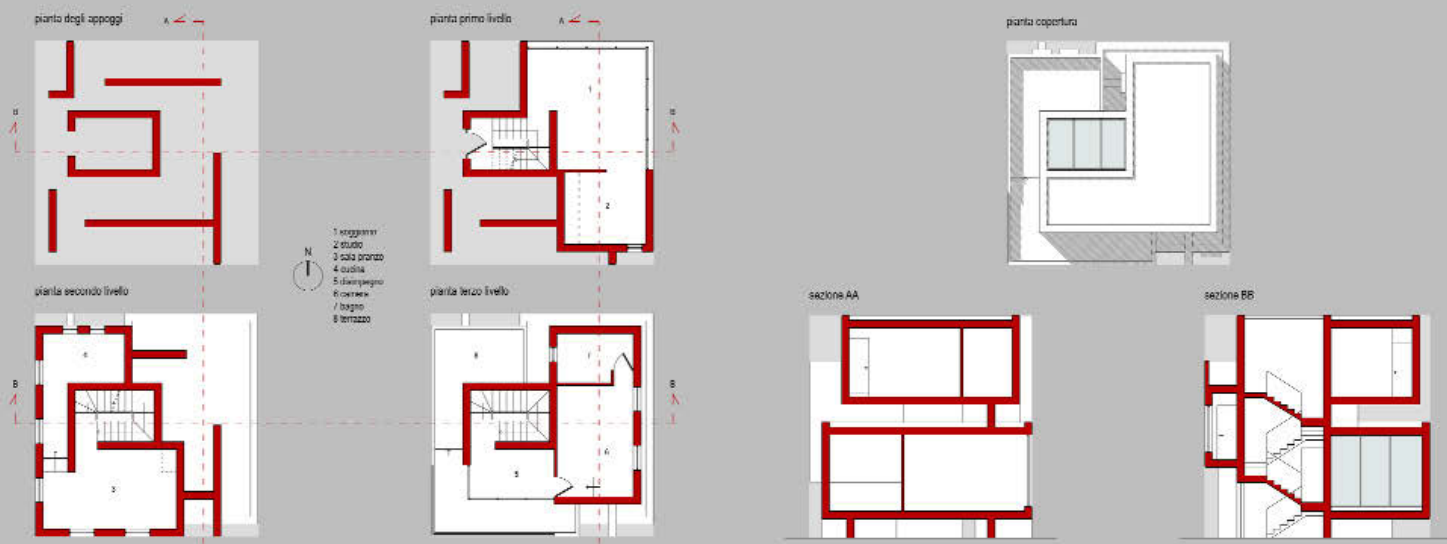 pianta degli appoggi
A
pianta primo livello
A
pianta copertura
B
1
B
2
N
1 soggiorno
2 studio
3 sala pranzo
4 cucina
5 disimpegno
6 camera
7 bagno
8 terrazzo
pianta secondo livello
pianta terzo livello
sezione AA
sezione BB
4
8
7
B
B
3
5
6